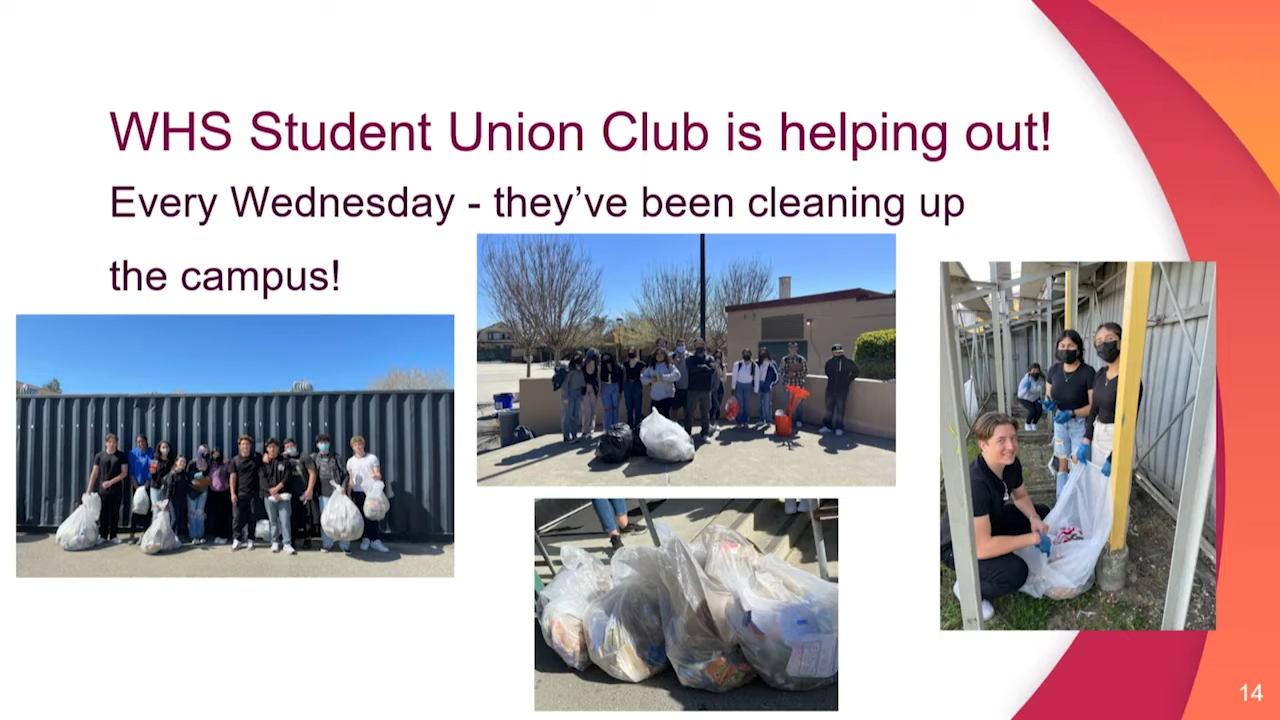 WHS Student Union Club is helping out!
Every Wednesday - they’ve been cleaning up
the campus!
14